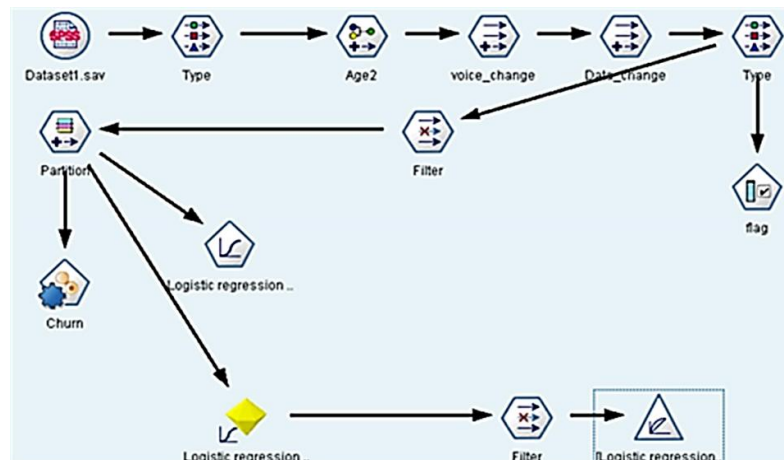 SPSS
Dataset1.sav
Type
Age2
voice_change
Data_change
Type
Partition
Filter
flag
Logistic regression ..
Churn
Logistic regression ..
Filter
Logistic regression